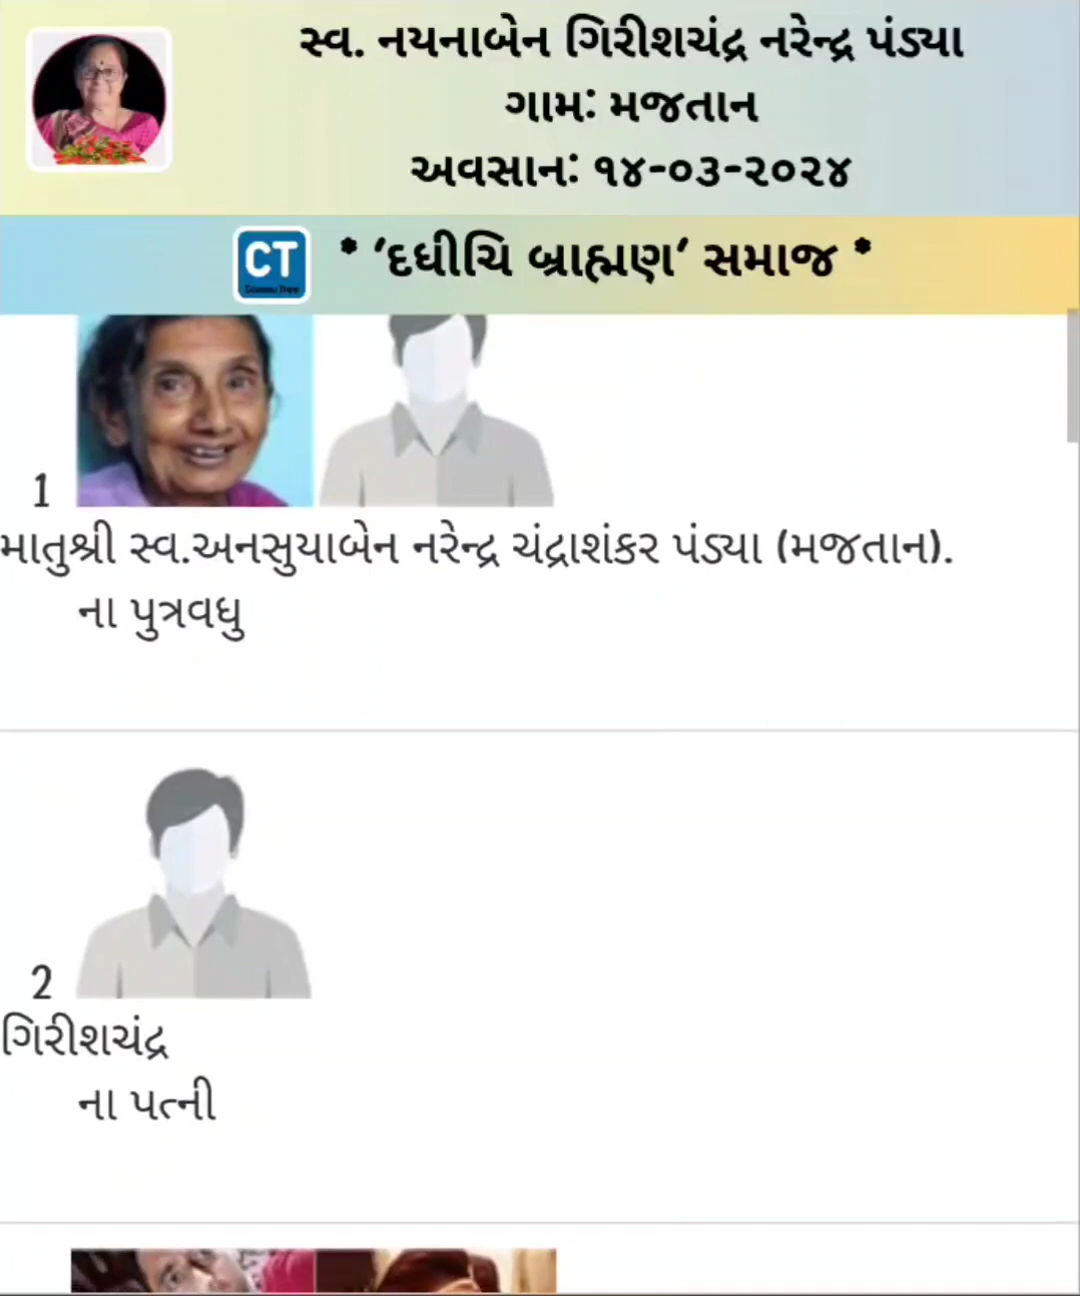 સ્વ. નયનાબેન ગિરીશચંદ્ર નરેન્દ્ર પંડ્યા
ગામ: મજતાન
અવસાન: ૧૪-૦૩-૨૦૨૪
CT * ‘દધીચિ બ્રાહ્મણ’ સમાજ *
1
માતુશ્રી સ્વ.અનસુયાબેન નરેન્દ્ર ચંદ્રાશંકર પંડ્યા (મજતાન).
ના પુત્રવધુ
2
ગિરીશચંદ્ર
ના પત્ની